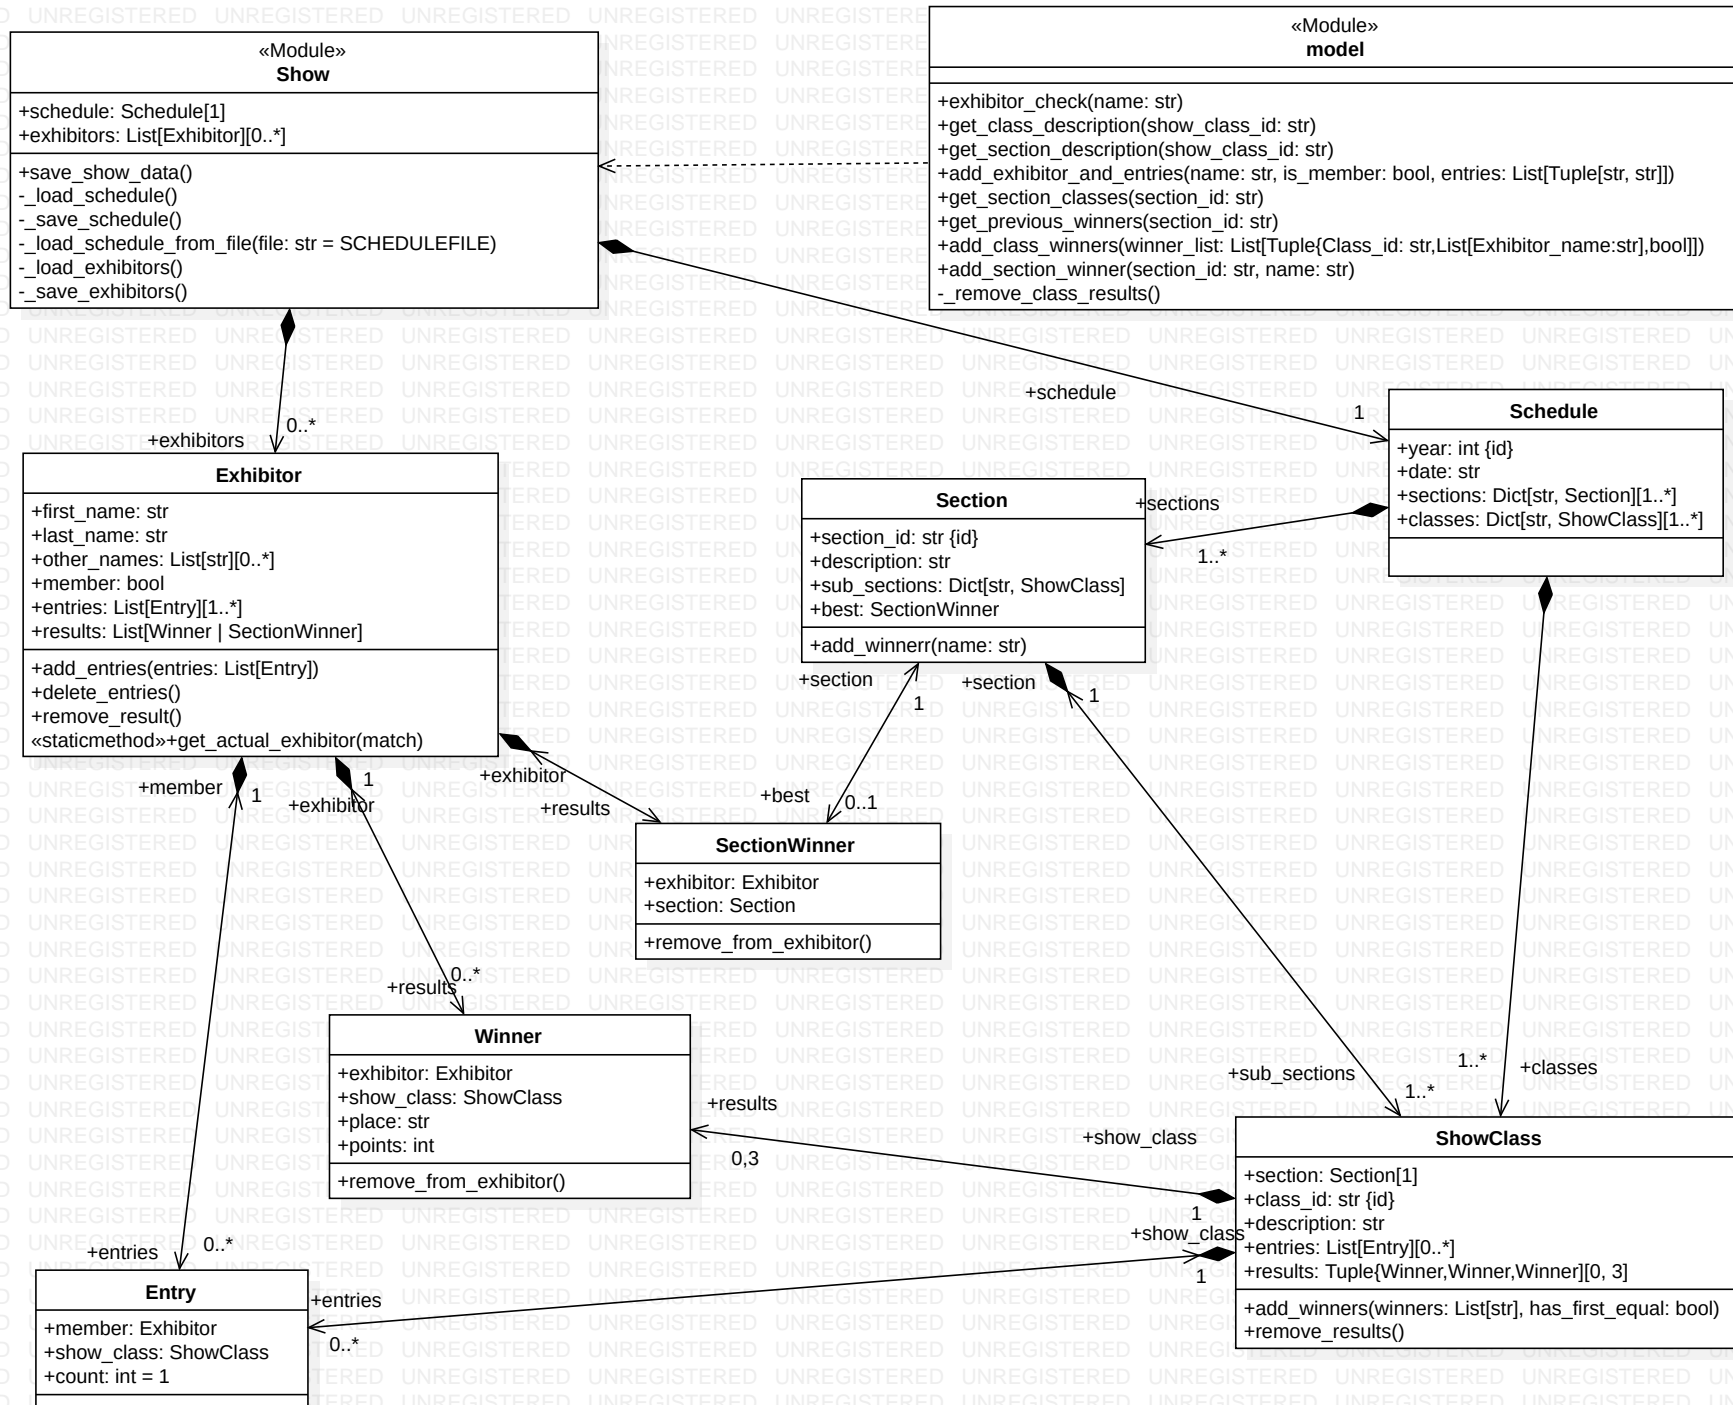 «Module»
Show
+schedule: Schedule[1]
+exhibitors: List[Exhibitor][0..*]
+save_show_data()
-_load_schedule()
-_save_schedule()
-_load_schedule_from_file(file: str = SCHEDULEFILE)
-_load_exhibitors()
-_save_exhibitors()
«Module»
model
+exhibitor_check(name: str)
+get_class_description(show_class_id: str)
+get_section_description(show_class_id: str)
+add_exhibitor_and_entries(name: str, is_member: bool, entries: List[Tuple[str, str]])
+get_section_classes(section_id: str)
+get_previous_winners(section_id: str)
+add_class_winners(winner_list: List[Tuple{Class_id: str,List[Exhibitor_name:str],bool]])
+add_section_winner(section_id: str, name: str)
-_remove_class_results()
+schedule
1
+exhibitors
0..*
Schedule
+year: int {id}
+date: str
+sections: Dict[str, Section][1..*]
+classes: Dict[str, ShowClass][1..*]
Exhibitor
+first_name: str
+last_name: str
+other_names: List[str][0..*]
+member: bool
+entries: List[Entry][1..*]
+results: List[Winner | SectionWinner]
+add_entries(entries: List[Entry])
+delete_entries()
+remove_result()
«staticmethod»+get_actual_exhibitor(match)
Section
+section_id: str {id}
+description: str
+sub_sections: Dict[str, ShowClass]
+best: SectionWinner
+add_winnerr(name: str)
+sections
1..*
+section
1
+section
1
+member
1
+exhibitor
1
+exhibitor
+results
+best
0..1
SectionWinner
+exhibitor: Exhibitor
+section: Section
+remove_from_exhibitor()
+results
0..*
Winner
+exhibitor: Exhibitor
+show_class: ShowClass
+place: str
+points: int
+remove_from_exhibitor()
+sub_sections
1..*
1..*
+classes
+results
0,3
+show_class
1
+show_class
1
ShowClass
+section: Section[1]
+class_id: str {id}
+description: str
+entries: List[Entry][0..*]
+results: Tuple{Winner,Winner,Winner][0, 3]
+add_winners(winners: List[str], has_first_equal: bool)
+remove_results()
+entries
0..*
+entries
0..*
Entry
+member: Exhibitor
+show_class: ShowClass
+count: int = 1
UNREGISTERED